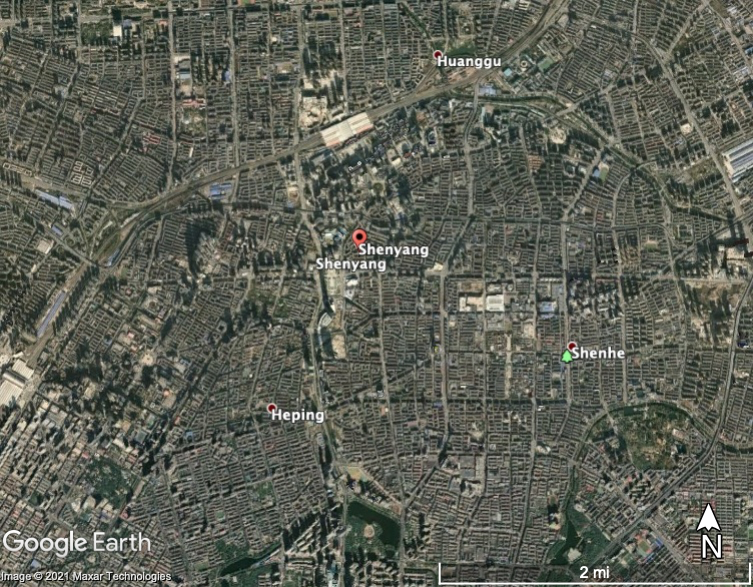 Huanggu
Shenyang
Shenyang
Shenhe
Heping
N
Google Earth
Image © 2021 Maxar Technologies
2 mi